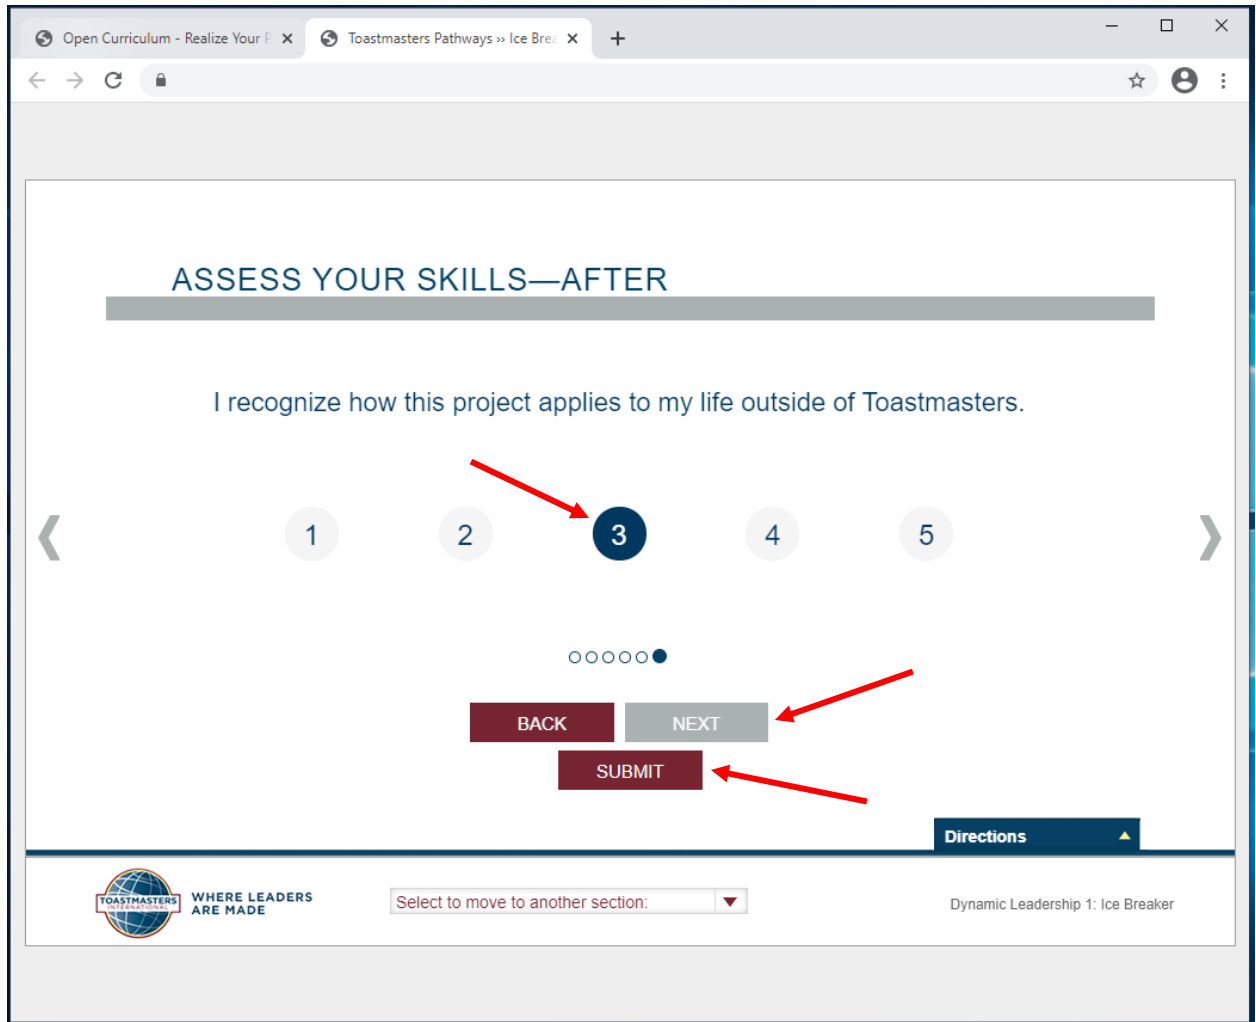 Open Curriculum - Realize Your P
Toastmasters Pathways ›› Ice Brea
ASSESS YOUR SKILLS—AFTER
I recognize how this project applies to my life outside of Toastmasters.
1 2 3 4 5
BACK NEXT
SUBMIT
Directions
TOASTMASTERS
INTERNATIONAL
WHERE LEADERS
ARE MADE
Select to move to another section:
Dynamic Leadership 1: Ice Breaker